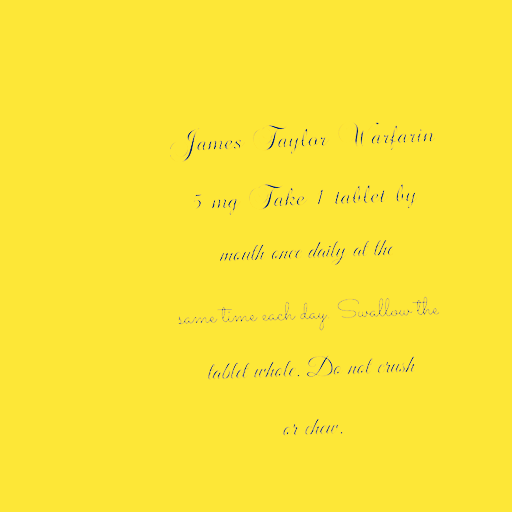 James Taylor Warfarin
5 mg Take 1 tablet by
mouth once daily at the
same time each day. Swallow the
tablet whole. Do not crush
or chew.